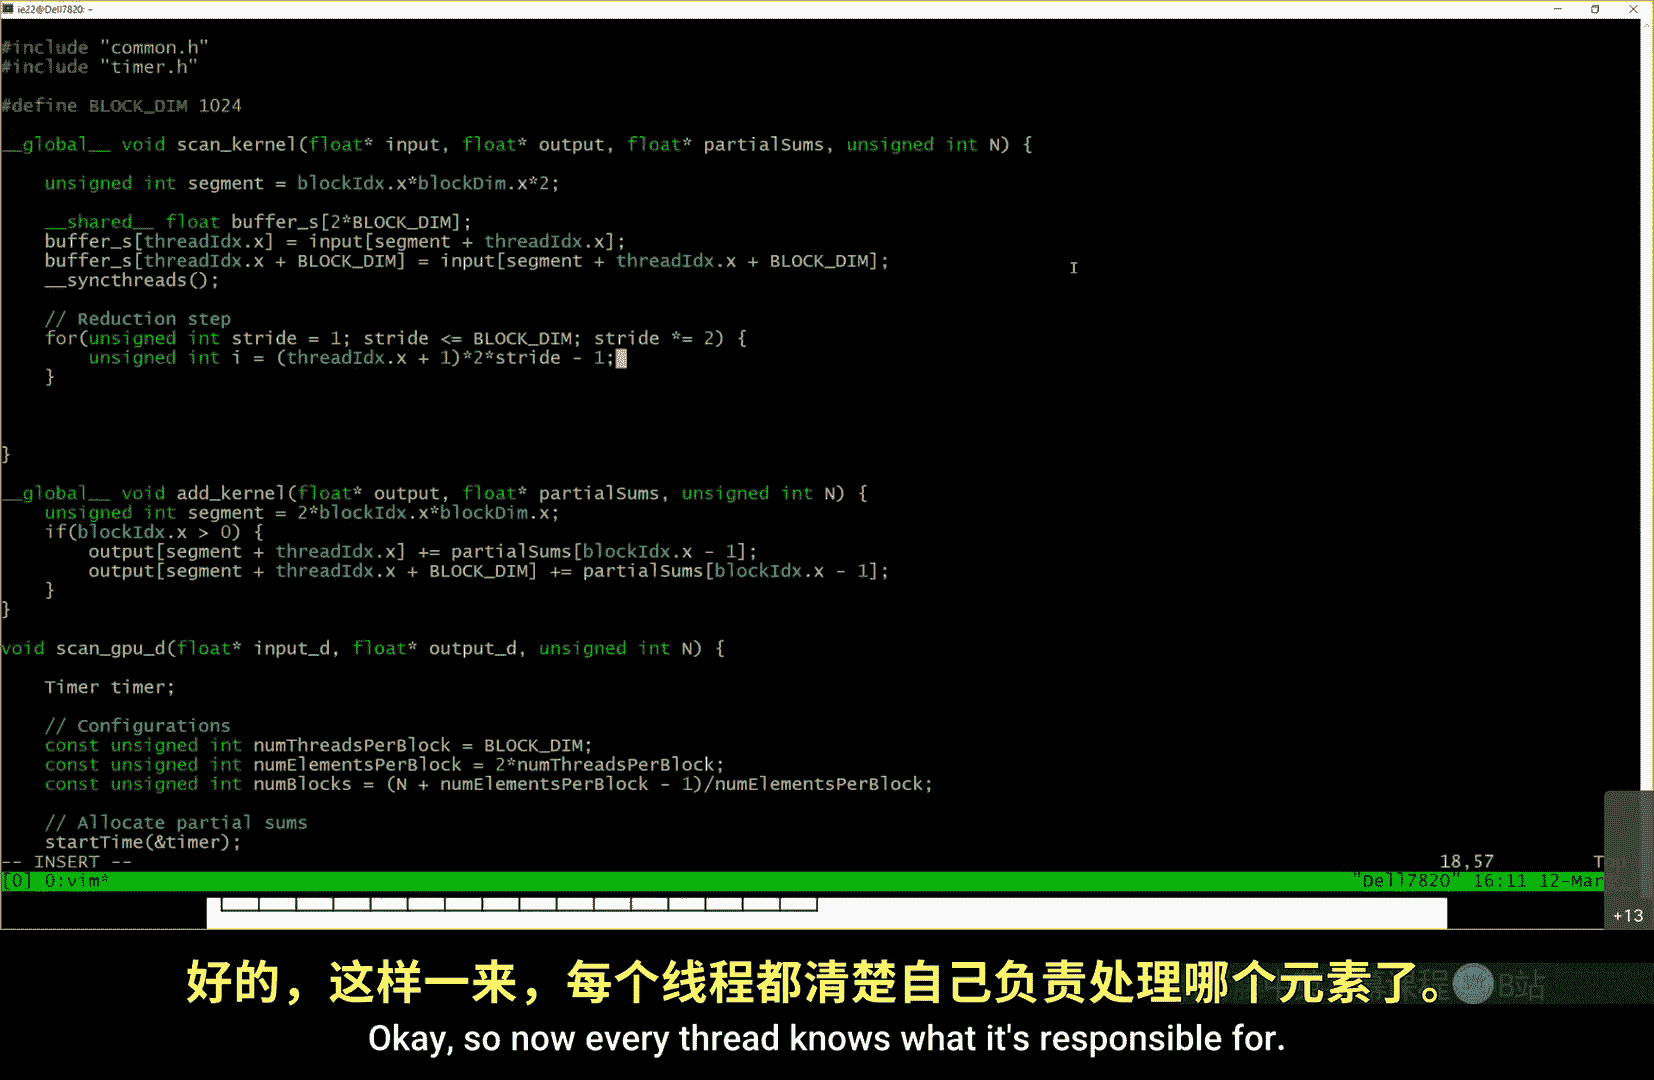 ie22@Dell7820: ~
#include "common.h"
#include "timer.h"
#define BLOCK_DIM 1024
__global__ void scan_kernel(float* input, float* output, float* partialSums, unsigned int N) {
    unsigned int segment = blockIdx.x*blockDim.x*2;
    __shared__ float buffer_s[2*BLOCK_DIM];
    buffer_s[threadIdx.x] = input[segment + threadIdx.x];
    buffer_s[threadIdx.x + BLOCK_DIM] = input[segment + threadIdx.x + BLOCK_DIM];
    __syncthreads();
    // Reduction step
    for(unsigned int stride = 1; stride <= BLOCK_DIM; stride *= 2) {
        unsigned int i = (threadIdx.x + 1)*2*stride - 1;
    }
}
__global__ void add_kernel(float* output, float* partialSums, unsigned int N) {
    unsigned int segment = 2*blockIdx.x*blockDim.x;
    if(blockIdx.x > 0) {
        output[segment + threadIdx.x] += partialSums[blockIdx.x - 1];
        output[segment + threadIdx.x + BLOCK_DIM] += partialSums[blockIdx.x - 1];
    }
}
void scan_gpu_d(float* input_d, float* output_d, unsigned int N) {
    Timer timer;
    // Configurations
    const unsigned int numThreadsPerBlock = BLOCK_DIM;
    const unsigned int numElementsPerBlock = 2*numThreadsPerBlock;
    const unsigned int numBlocks = (N + numElementsPerBlock - 1)/numElementsPerBlock;
    // Allocate partial sums
    startTime(&timer);
-- INSERT -- 18,57
[0] 0:vim* "Dell7820" 16:11 12-Mar
+13
好的，这样一来，每个线程都清楚自己负责处理哪个元素了。
B站
Okay, so now every thread knows what it's responsible for.